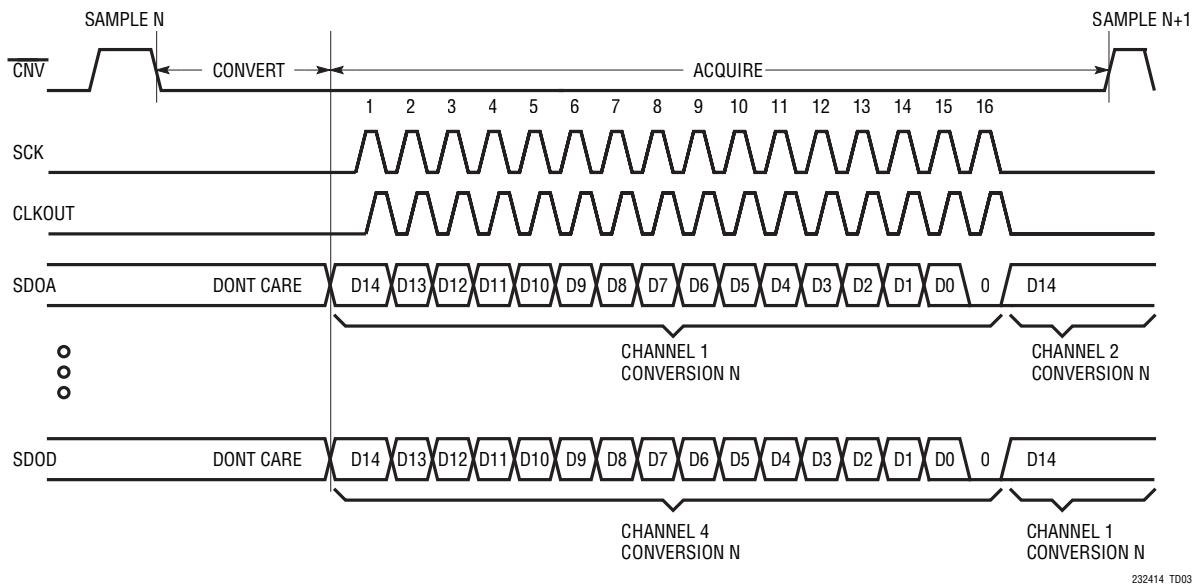 SAMPLE N SAMPLE N+1
CNV CONVERT ACQUIRE
1 2 3 4 5 6 7 8 9 10 11 12 13 14 15 16
SCK
CLKOUT
SDOA DONT CARE D14 D13 D12 D11 D10 D9 D8 D7 D6 D5 D4 D3 D2 D1 D0 0 D14
CHANNEL 1 CHANNEL 2
CONVERSION N CONVERSION N
SDOD DONT CARE D14 D13 D12 D11 D10 D9 D8 D7 D6 D5 D4 D3 D2 D1 D0 0 D14
CHANNEL 4 CHANNEL 1
CONVERSION N CONVERSION N
232414 TD03